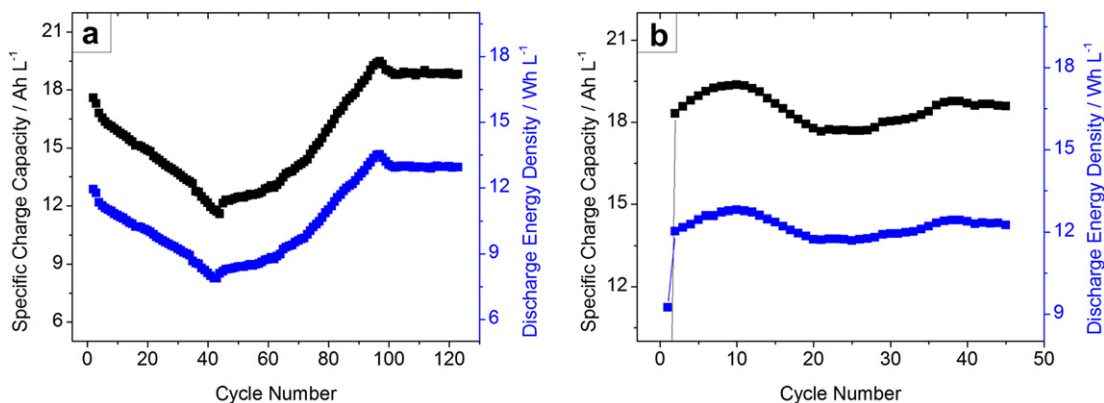 a
Specific Charge Capacity / Ah L⁻¹
21
18
15
12
9
6
18
15
12
9
6
Discharge Energy Density / Wh L⁻¹
0 20 40 60 80 100 120
Cycle Number
b
Specific Charge Capacity / Ah L⁻¹
21
18
15
12
18
15
12
9
Discharge Energy Density / Wh L⁻¹
0 10 20 30 40 50
Cycle Number